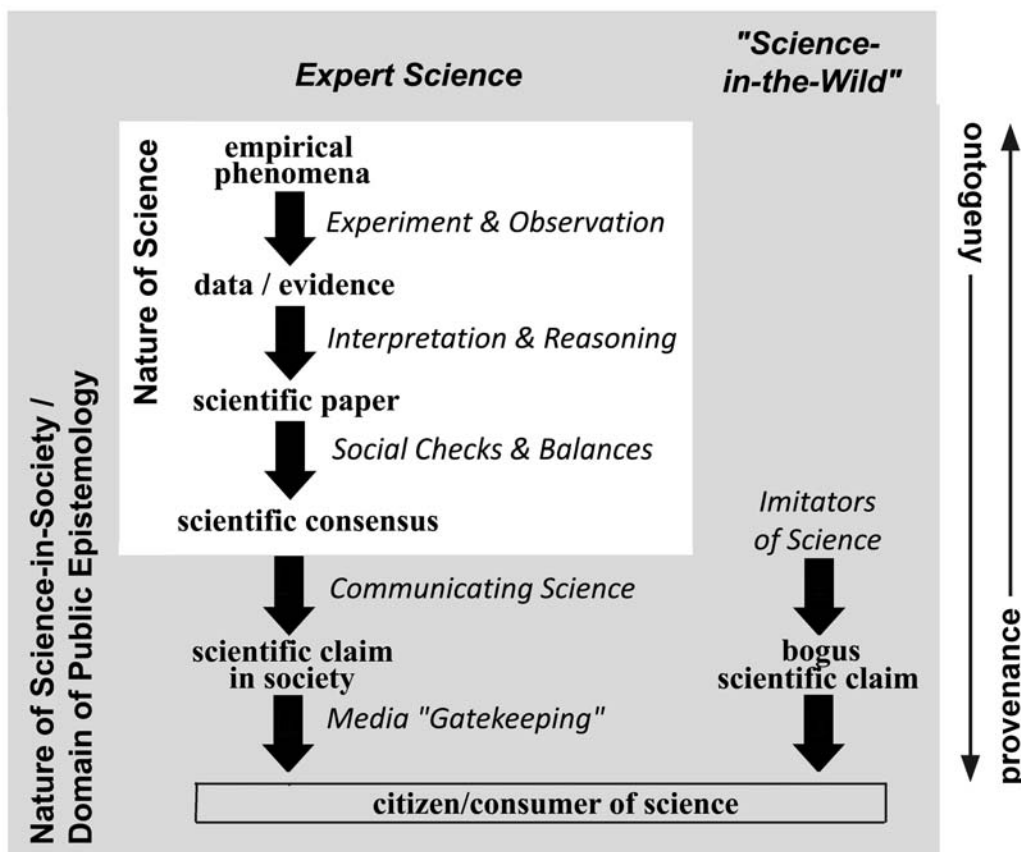 "Science-
in-the-Wild"
Expert Science
Nature of Science-in-Society /
Domain of Public Epistemology
Nature of Science
empirical
phenomena
Experiment & Observation
data / evidence
Interpretation & Reasoning
scientific paper
Social Checks & Balances
scientific consensus
Communicating Science
scientific claim
in society
Media "Gatekeeping"
Imitators
of Science
bogus
scientific claim
citizen/consumer of science
ontogeny
provenance